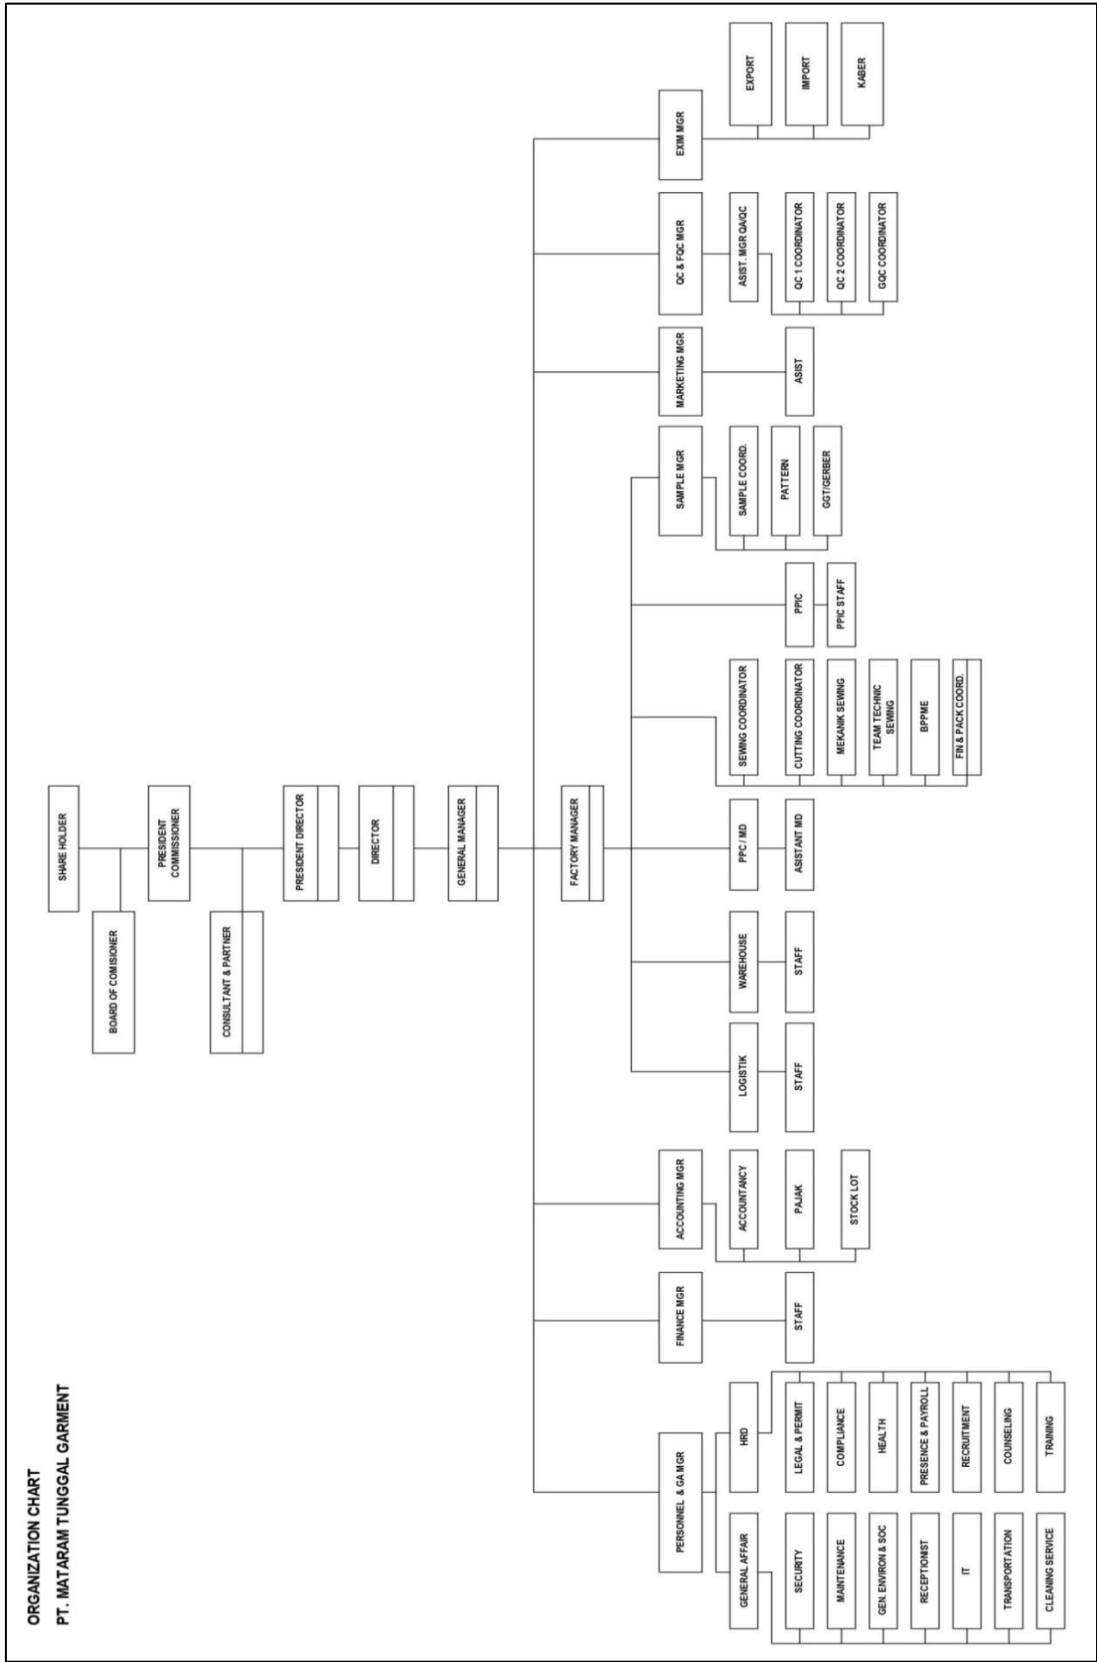 ORGANIZATION CHART
PT. MATARAM TUNGGAL GARMENT
SHARE HOLDER
BOARD OF COMISIONER
PRESIDENT
COMMISSIONER
CONSULTANT & PARTNER
PRESIDENT DIRECTOR
DIRECTOR
GENERAL MANAGER
FACTORY MANAGER
PERSONNEL & GA MGR
FINANCE MGR
ACCOUNTING MGR
SAMPLE MGR
MARKETING MGR
QC & FQC MGR
EXIM MGR
GENERAL AFFAIR
SECURITY
MAINTENANCE
GEN. ENVIRON & SOC
RECEPTIONIST
IT
TRANSPORTATION
CLEANING SERVICE
HRD
LEGAL & PERMIT
COMPLIANCE
HEALTH
PRESENCE & PAYROLL
RECRUITMENT
COUNSELING
TRAINING
STAFF
ACCOUNTANCY
PAJAK
STOCK LOT
LOGISTIK
STAFF
WAREHOUSE
STAFF
PPC / MD
ASISTANT MD
SEWING COORDINATOR
CUTTING COORDINATOR
MEKANIK SEWING
TEAM TECHNIC
SEWING
BPPME
FIN & PACK COORD.
PPIC
PPIC STAFF
SAMPLE COORD.
PATTERN
GGT/GERBER
ASIST
ASIST. MGR QA/QC
QC 1 COORDINATOR
QC 2 COORDINATOR
GQC COORDINATOR
EXPORT
IMPORT
KABER